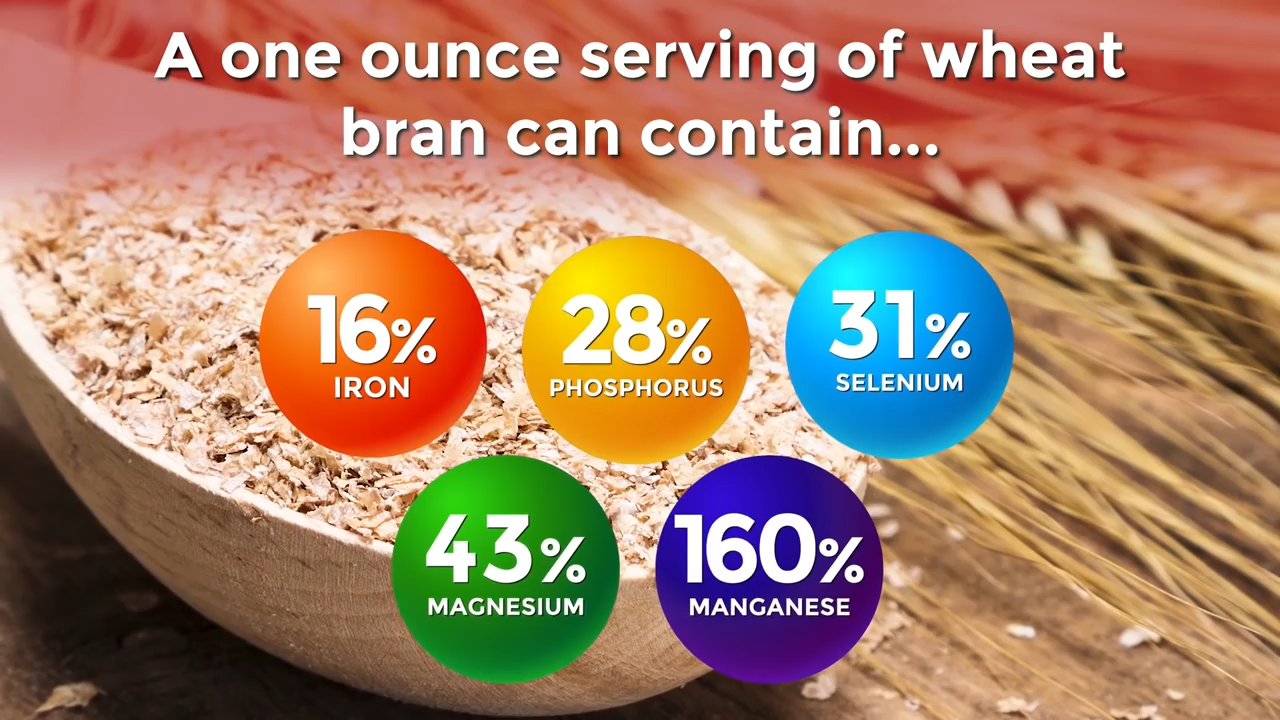 A one ounce serving of wheat
bran can contain...
16%
IRON
28%
PHOSPHORUS
31%
SELENIUM
43%
MAGNESIUM
160%
MANGANESE